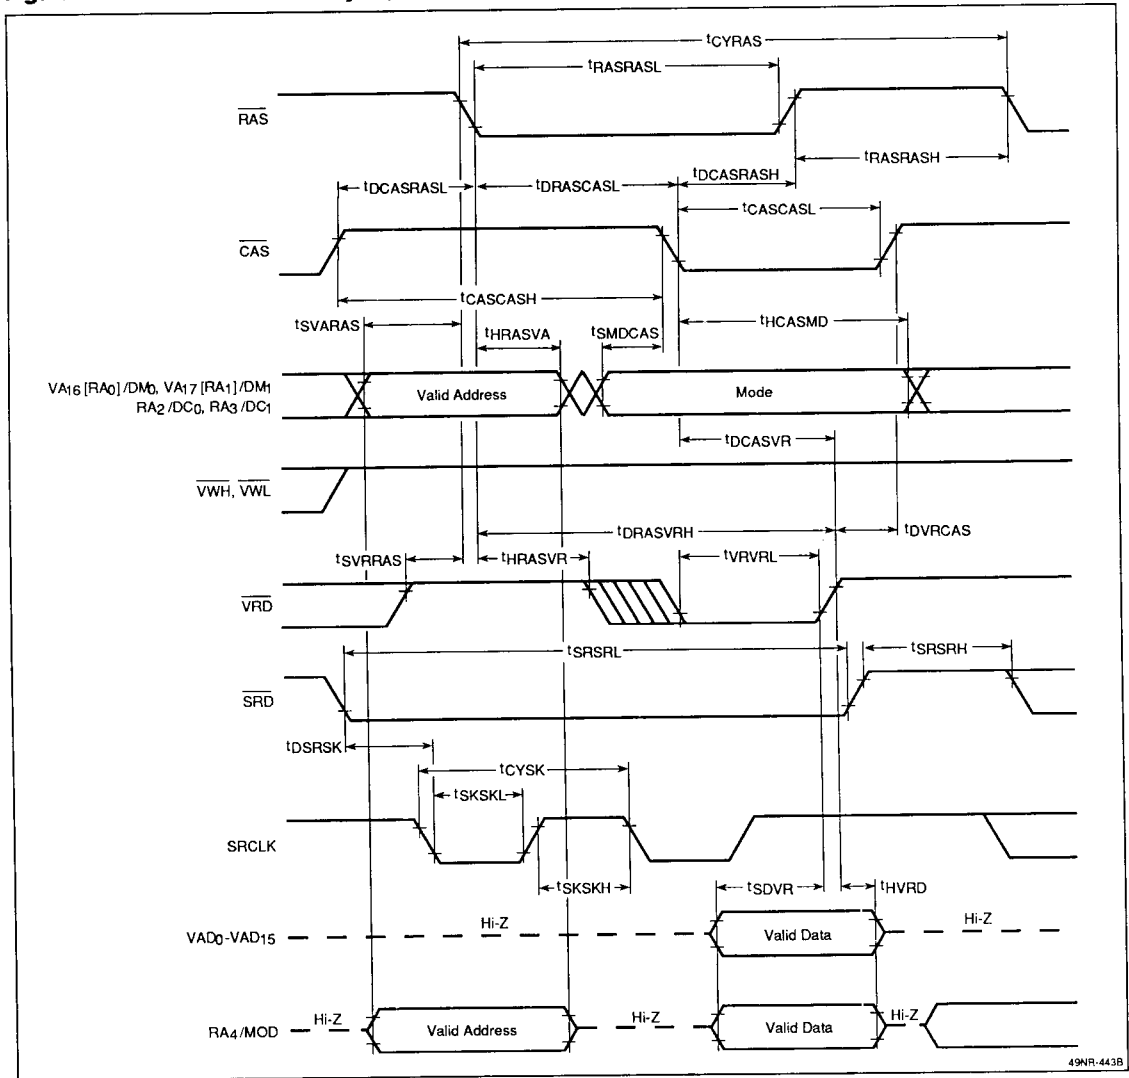 tCYRAS
tRASRASL
RAS
tRASRASH
tDCASRASL
tDRASCASL
tDCASRASH
tCASCASL
CAS
tCASCASH
tSVARAS
tHRASVA
tSMDCAS
tHCASMD
VA16 [RA0] /DM0, VA17 [RA1] /DM1
RA2 /DC0, RA3 /DC1
Valid Address
Mode
tDCASVR
VWH, VWL
tDRASVRH
tDVRCAS
tSVRRAS
tHRASVR
tVRVRL
VRD
tSRSRL
tSRSRH
SRD
tDSRSK
tCYSK
tSKSKL
SRCLK
tSKSKH
tSDVR
tHVRD
VAD0-VAD15
Hi-Z
Valid Data
Hi-Z
RA4/MOD
Hi-Z
Valid Address
Hi-Z
Valid Data
Hi-Z
49NR-443B